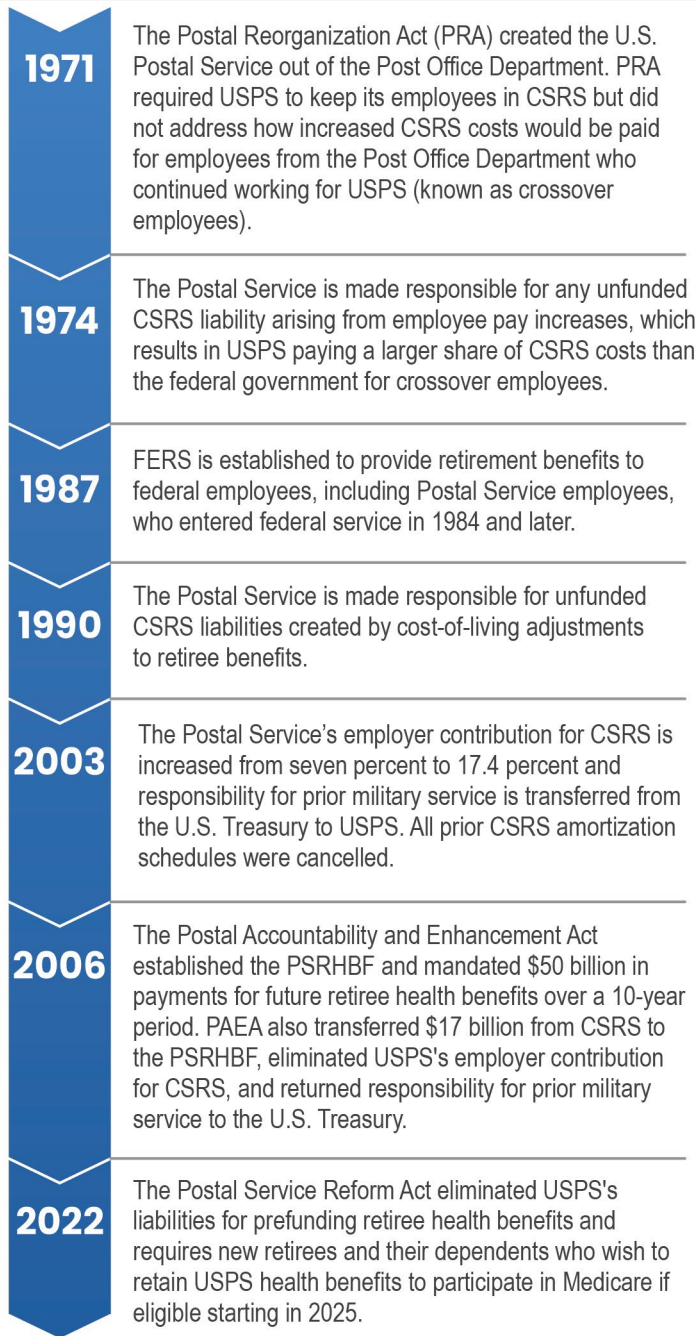 1971
The Postal Reorganization Act (PRA) created the U.S.
Postal Service out of the Post Office Department. PRA
required USPS to keep its employees in CSRS but did
not address how increased CSRS costs would be paid
for employees from the Post Office Department who
continued working for USPS (known as crossover
employees).
1974
The Postal Service is made responsible for any unfunded
CSRS liability arising from employee pay increases, which
results in USPS paying a larger share of CSRS costs than
the federal government for crossover employees.
1987
FERS is established to provide retirement benefits to
federal employees, including Postal Service employees,
who entered federal service in 1984 and later.
1990
The Postal Service is made responsible for unfunded
CSRS liabilities created by cost-of-living adjustments
to retiree benefits.
2003
The Postal Service’s employer contribution for CSRS is
increased from seven percent to 17.4 percent and
responsibility for prior military service is transferred from
the U.S. Treasury to USPS. All prior CSRS amortization
schedules were cancelled.
2006
The Postal Accountability and Enhancement Act
established the PSRHBF and mandated $50 billion in
payments for future retiree health benefits over a 10-year
period. PAEA also transferred $17 billion from CSRS to
the PSRHBF, eliminated USPS's employer contribution
for CSRS, and returned responsibility for prior military
service to the U.S. Treasury.
2022
The Postal Service Reform Act eliminated USPS's
liabilities for prefunding retiree health benefits and
requires new retirees and their dependents who wish to
retain USPS health benefits to participate in Medicare if
eligible starting in 2025.